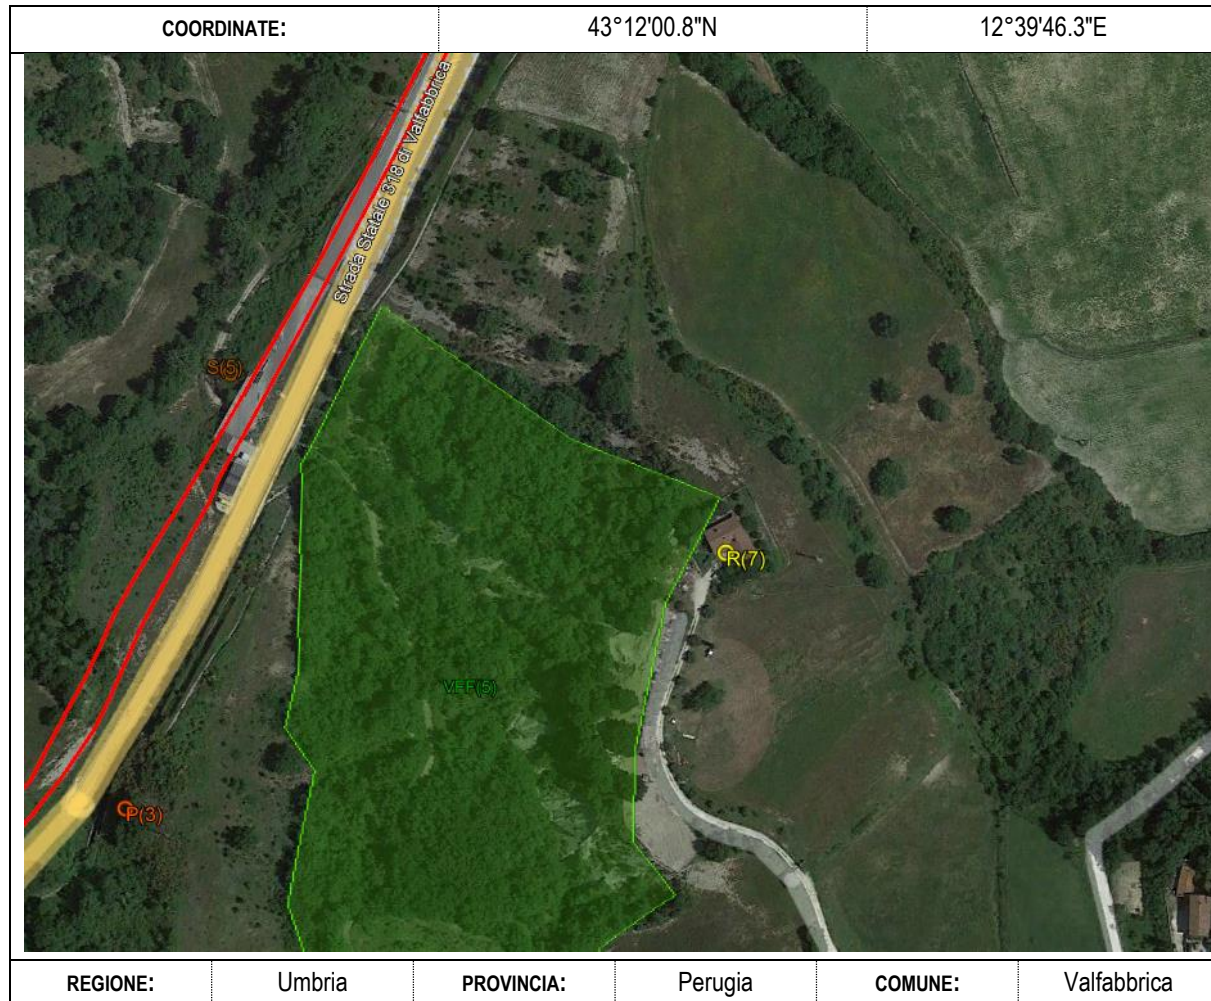 COORDINATE: 43°12'00.8"N 12°39'46.3"E
Strada Statale 318 di Valfabbrica
S(5)
R(7)
VEF(5)
P(3)
REGIONE: Umbria PROVINCIA: Perugia COMUNE: Valfabbrica